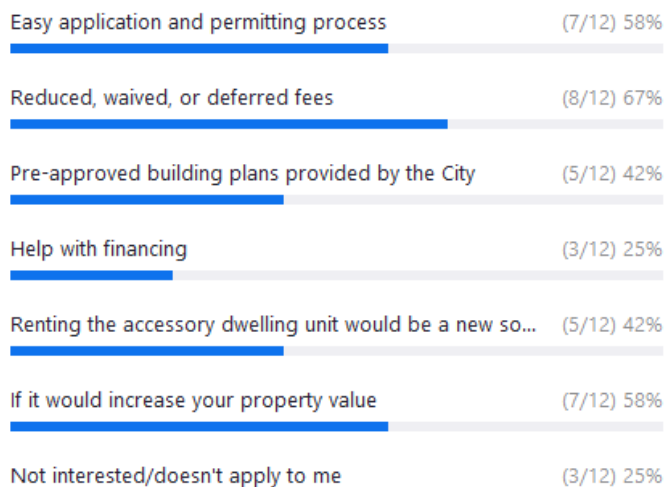 Easy application and permitting process (7/12) 58%
Reduced, waived, or deferred fees (8/12) 67%
Pre-approved building plans provided by the City (5/12) 42%
Help with financing (3/12) 25%
Renting the accessory dwelling unit would be a new so... (5/12) 42%
If it would increase your property value (7/12) 58%
Not interested/doesn't apply to me (3/12) 25%